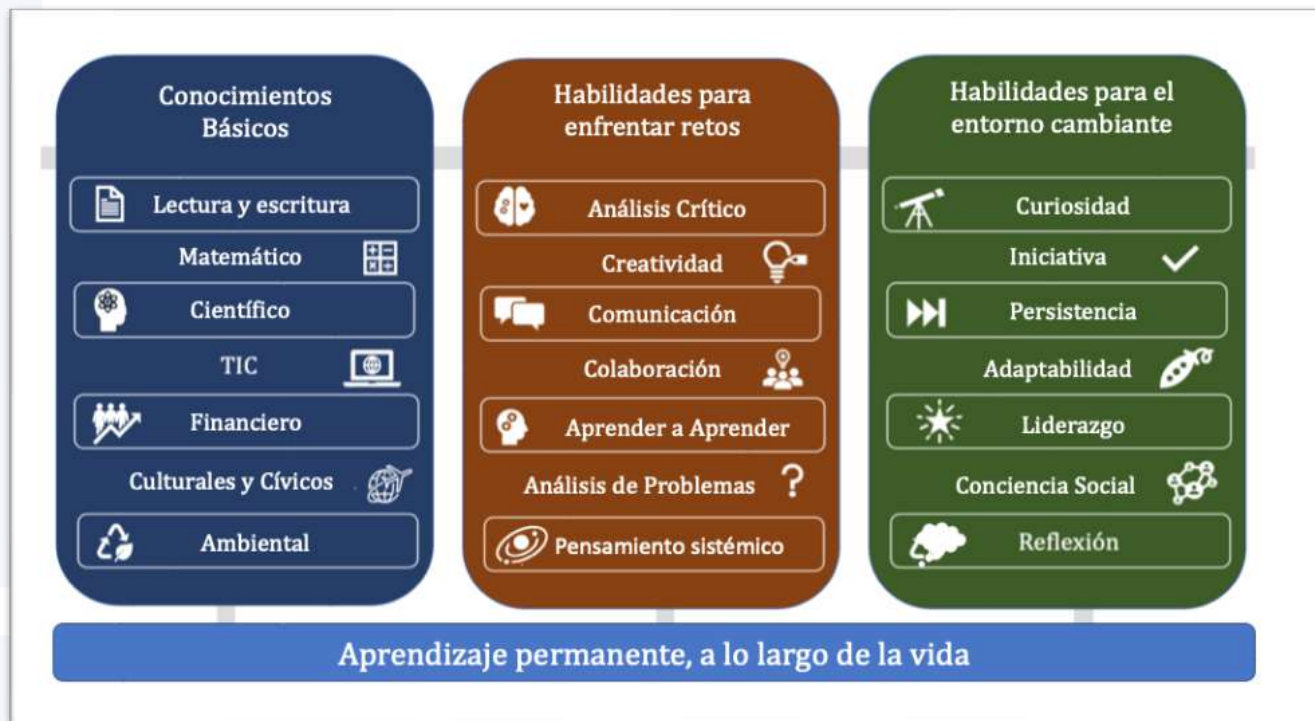 Conocimientos
Básicos
Lectura y escritura
Matemático
Científico
TIC
Financiero
Culturales y Cívicos
Ambiental
Habilidades para
enfrentar retos
Análisis Crítico
Creatividad
Comunicación
Colaboración
Aprender a Aprender
Análisis de Problemas
Pensamiento sistémico
Habilidades para el
entorno cambiante
Curiosidad
Iniciativa
Persistencia
Adaptabilidad
Liderazgo
Conciencia Social
Reflexión
Aprendizaje permanente, a lo largo de la vida